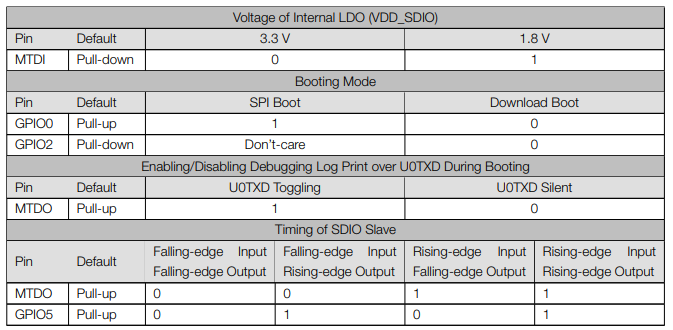 Voltage of Internal LDO (VDD_SDIO)
Pin Default 3.3 V 1.8 V
MTDI Pull-down 0 1
Booting Mode
Pin Default SPI Boot Download Boot
GPIO0 Pull-up 1 0
GPIO2 Pull-down Don't-care 0
Enabling/Disabling Debugging Log Print over U0TXD During Booting
Pin Default U0TXD Toggling U0TXD Silent
MTDO Pull-up 1 0
Timing of SDIO Slave
Pin Default Falling-edge Input Falling-edge Input Rising-edge Input Rising-edge Input
Falling-edge Output Rising-edge Output Falling-edge Output Rising-edge Output
MTDO Pull-up 0 0 1 1
GPIO5 Pull-up 0 1 0 1